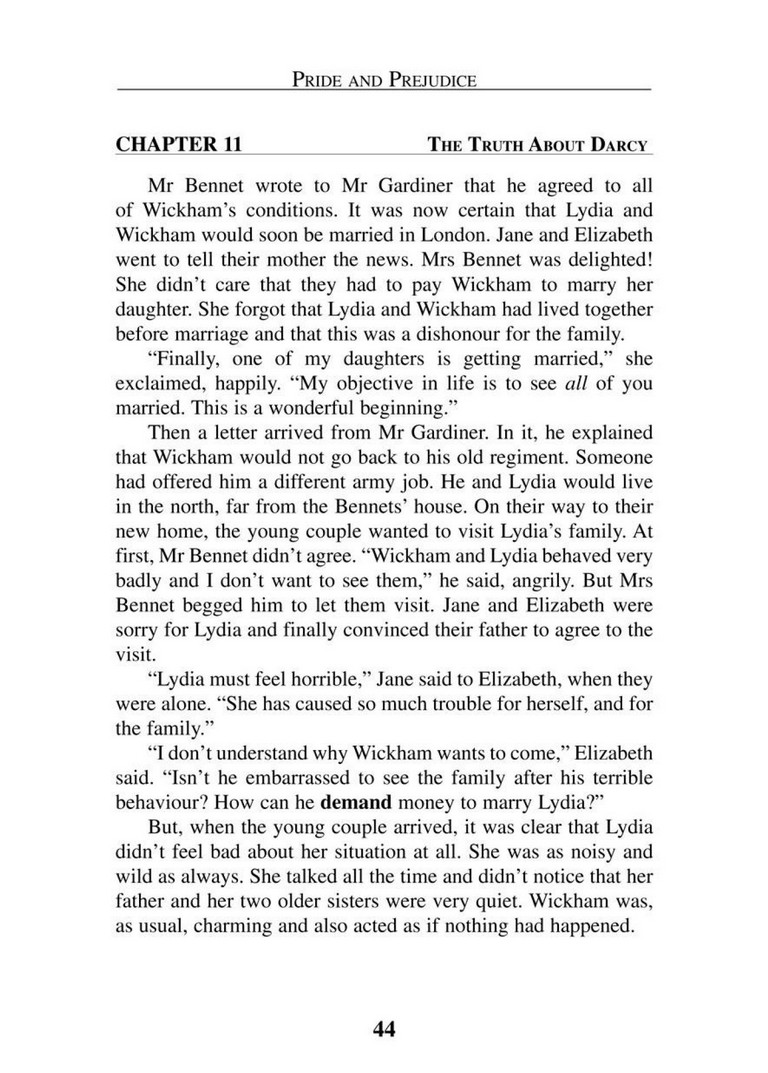 PRIDE AND PREJUDICE
CHAPTER 11 THE TRUTH ABOUT DARCY
Mr Bennet wrote to Mr Gardiner that he agreed to all
of Wickham’s conditions. It was now certain that Lydia and
Wickham would soon be married in London. Jane and Elizabeth
went to tell their mother the news. Mrs Bennet was delighted!
She didn’t care that they had to pay Wickham to marry her
daughter. She forgot that Lydia and Wickham had lived together
before marriage and that this was a dishonour for the family.
“Finally, one of my daughters is getting married,” she
exclaimed, happily. “My objective in life is to see all of you
married. This is a wonderful beginning.”
Then a letter arrived from Mr Gardiner. In it, he explained
that Wickham would not go back to his old regiment. Someone
had offered him a different army job. He and Lydia would live
in the north, far from the Bennets’ house. On their way to their
new home, the young couple wanted to visit Lydia’s family. At
first, Mr Bennet didn’t agree. “Wickham and Lydia behaved very
badly and I don’t want to see them,” he said, angrily. But Mrs
Bennet begged him to let them visit. Jane and Elizabeth were
sorry for Lydia and finally convinced their father to agree to the
visit.
“Lydia must feel horrible,” Jane said to Elizabeth, when they
were alone. “She has caused so much trouble for herself, and for
the family.”
“I don’t understand why Wickham wants to come,” Elizabeth
said. “Isn’t he embarrassed to see the family after his terrible
behaviour? How can he demand money to marry Lydia?”
But, when the young couple arrived, it was clear that Lydia
didn’t feel bad about her situation at all. She was as noisy and
wild as always. She talked all the time and didn’t notice that her
father and her two older sisters were very quiet. Wickham was,
as usual, charming and also acted as if nothing had happened.
44